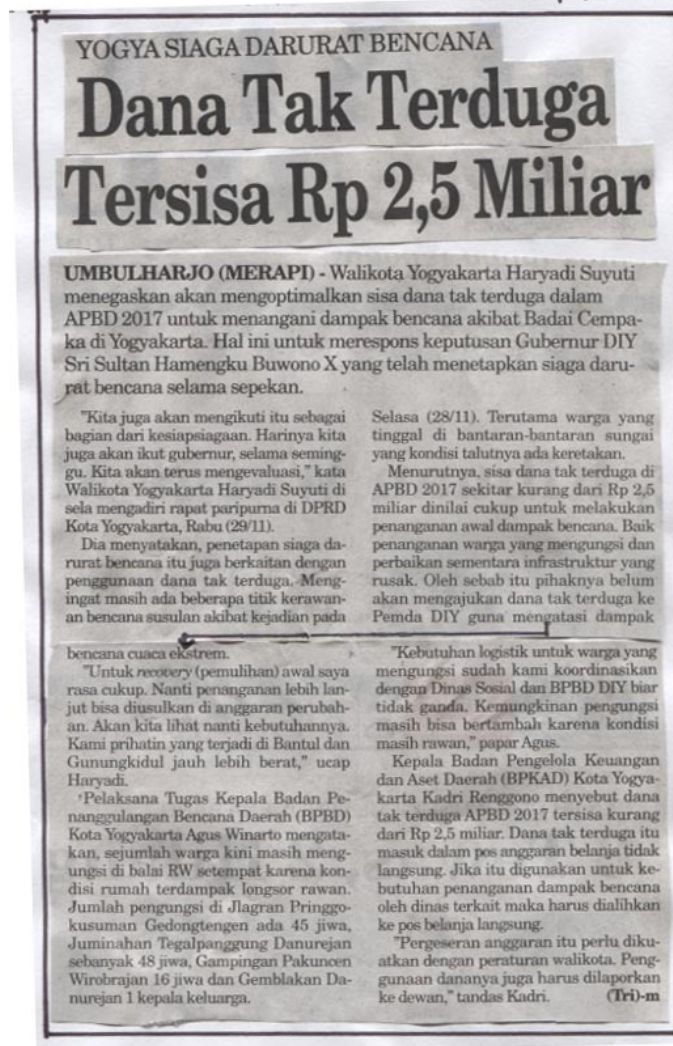 YOGYA SIAGA DARURAT BENCANA
Dana Tak Terduga
Tersisa Rp 2,5 Miliar
UMBULHARJO (MERAPI) - Walikota Yogyakarta Haryadi Suyuti
menegaskan akan mengoptimalkan sisa dana tak terduga dalam
APBD 2017 untuk menangani dampak bencana akibat Badai Cempa-
ka di Yogyakarta. Hal ini untuk merespons keputusan Gubernur DIY
Sri Sultan Hamengku Buwono X yang telah menetapkan siaga daru-
rat bencana selama sepekan.
"Kita juga akan mengikuti itu sebagai
bagian dari kesiapsiagaan. Harinya kita
juga akan ikut gubernur, selama seming-
gu. Kita akan terus mengevaluasi," kata
Walikota Yogyakarta Haryadi Suyuti di
sela mengadiri rapat paripurna di DPRD
Kota Yogyakarta, Rabu (29/11).
Dia menyatakan, penetapan siaga da-
rurat bencana itu juga berkaitan dengan
penggunaan dana tak terduga. Meng-
ingat masih ada beberapa titik kerawan-
an bencana susulan akibat kejadian pada
Selasa (28/11). Terutama warga yang
tinggal di bantaran-bantaran sungai
yang kondisi talutnya ada keretakan.
Menurutnya, sisa dana tak terduga di
APBD 2017 sekitar kurang dari Rp 2,5
miliar dinilai cukup untuk melakukan
penanganan awal dampak bencana. Baik
penanganan warga yang mengungsi dan
perbaikan sementara infrastruktur yang
rusak. Oleh sebab itu pihaknya belum
akan mengajukan dana tak terduga ke
Pemda DIY guna mengatasi dampak
bencana cuaca ekstrem.
"Untuk recovery (pemulihan) awal saya
rasa cukup. Nanti penanganan lebih lan-
jut bisa diusulkan di anggaran perubah-
an. Akan kita lihat nanti kebutuhannya.
Kami prihatin yang terjadi di Bantul dan
Gunungkidul jauh lebih berat," ucap
Haryadi.
Pelaksana Tugas Kepala Badan Pe-
nanggulangan Bencana Daerah (BPBD)
Kota Yogyakarta Agus Winarto mengata-
kan, sejumlah warga kini masih meng-
ungsi di balai RW setempat karena kon-
disi rumah terdampak longsor rawan.
Jumlah pengungsi di Jlagran Pringgo-
kusuman Gedongtengen ada 45 jiwa,
Juminahan Tegalpanggung Danurejan
sebanyak 48 jiwa, Gampingan Pakuncen
Wirobrajan 16 jiwa dan Gemblakan Da-
nurejan 1 kepala keluarga.
"Kebutuhan logistik untuk warga yang
mengungsi sudah kami koordinasikan
dengan Dinas Sosial dan BPBD DIY biar
tidak ganda. Kemungkinan pengungsi
masih bisa bertambah karena kondisi
masih rawan," papar Agus.
Kepala Badan Pengelola Keuangan
dan Aset Daerah (BPKAD) Kota Yogya-
karta Kadri Renggono menyebut dana
tak terduga APBD 2017 tersisa kurang
dari Rp 2,5 miliar. Dana tak terduga itu
masuk dalam pos anggaran belanja tidak
langsung. Jika itu digunakan untuk ke-
butuhan penanganan dampak bencana
oleh dinas terkait maka harus dialihkan
ke pos belanja langsung.
"Pergeseran anggaran itu perlu diku-
atkan dengan peraturan walikota. Peng-
gunaan dananya juga harus dilaporkan
ke dewan," tandas Kadri. (Tri)-m